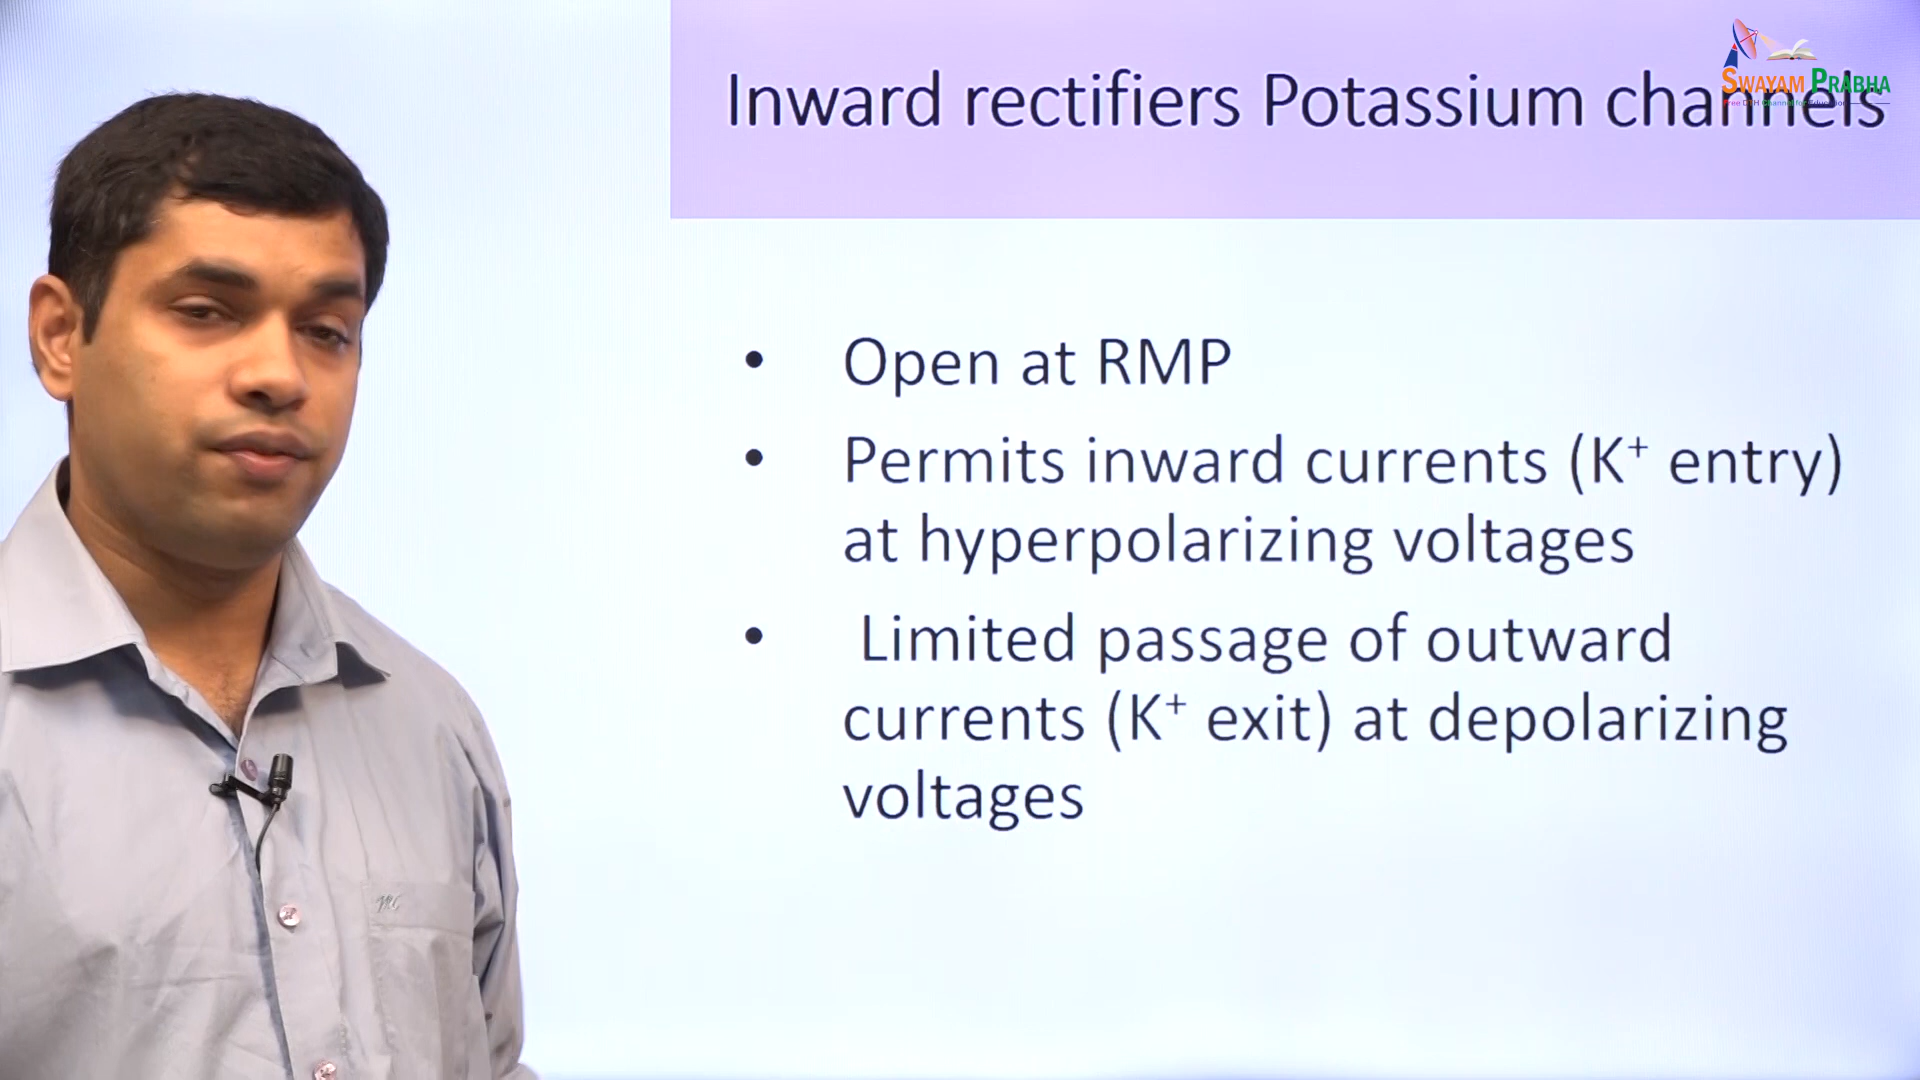 Inward rectifiers Potassium channels
SWAYAM PRABHA
• Open at RMP
• Permits inward currents (K⁺ entry)
at hyperpolarizing voltages
• Limited passage of outward
currents (K⁺ exit) at depolarizing
voltages